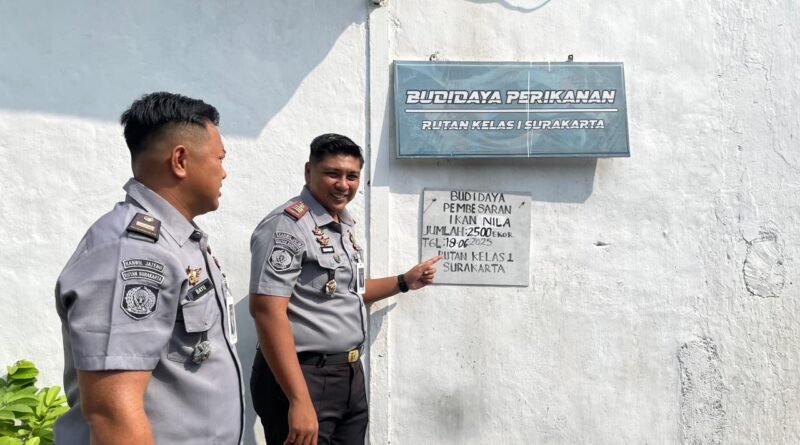 BUDIDAYA PERIKANAN
RUTAN KELAS I SURAKARTA
BUDIDAYA
PEMBESARAN
IKAN NILA
JUMLAH:2500 EKOR
TGL:19-06-2025
RUTAN KELAS 1
SURAKARTA
KANWIL JATENG
RUTAN SURAKARTA
BAYU